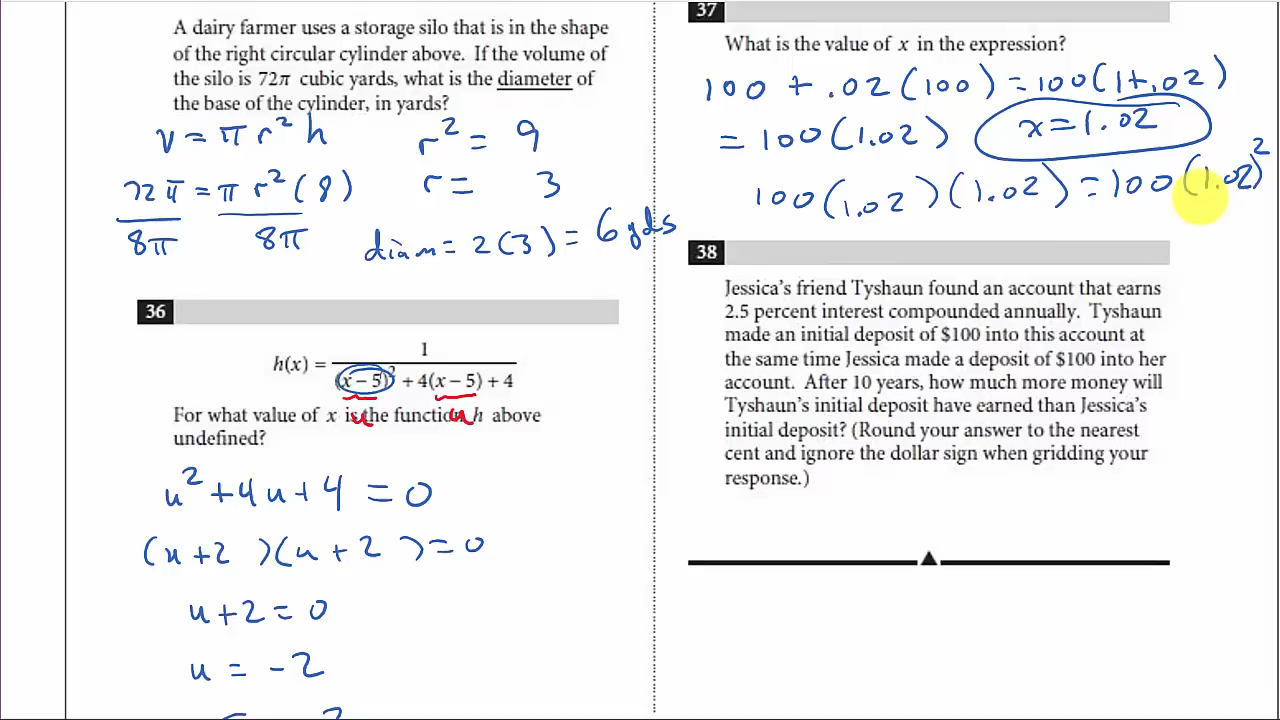 A dairy farmer uses a storage silo that is in the shape
of the right circular cylinder above. If the volume of
the silo is 72π cubic yards, what is the diameter of
the base of the cylinder, in yards?
v = π r² h
r² = 9
72π = π r² (8)
r = 3
8π 8π
diam = 2(3) = 6 yds
36
h(x) = 1 / (x − 5)² + 4(x − 5) + 4
u u
For what value of x is the function h above
undefined?
u² + 4u + 4 = 0
(u + 2 )(u + 2 ) = 0
u + 2 = 0
u = -2
37
What is the value of x in the expression?
100 + .02 (100) = 100(1+.02)
= 100(1.02)
x = 1.02
100(1.02)(1.02) = 100(1.02)²
38
Jessica's friend Tyshaun found an account that earns
2.5 percent interest compounded annually. Tyshaun
made an initial deposit of $100 into this account at
the same time Jessica made a deposit of $100 into her
account. After 10 years, how much more money will
Tyshaun's initial deposit have earned than Jessica's
initial deposit? (Round your answer to the nearest
cent and ignore the dollar sign when gridding your
response.)